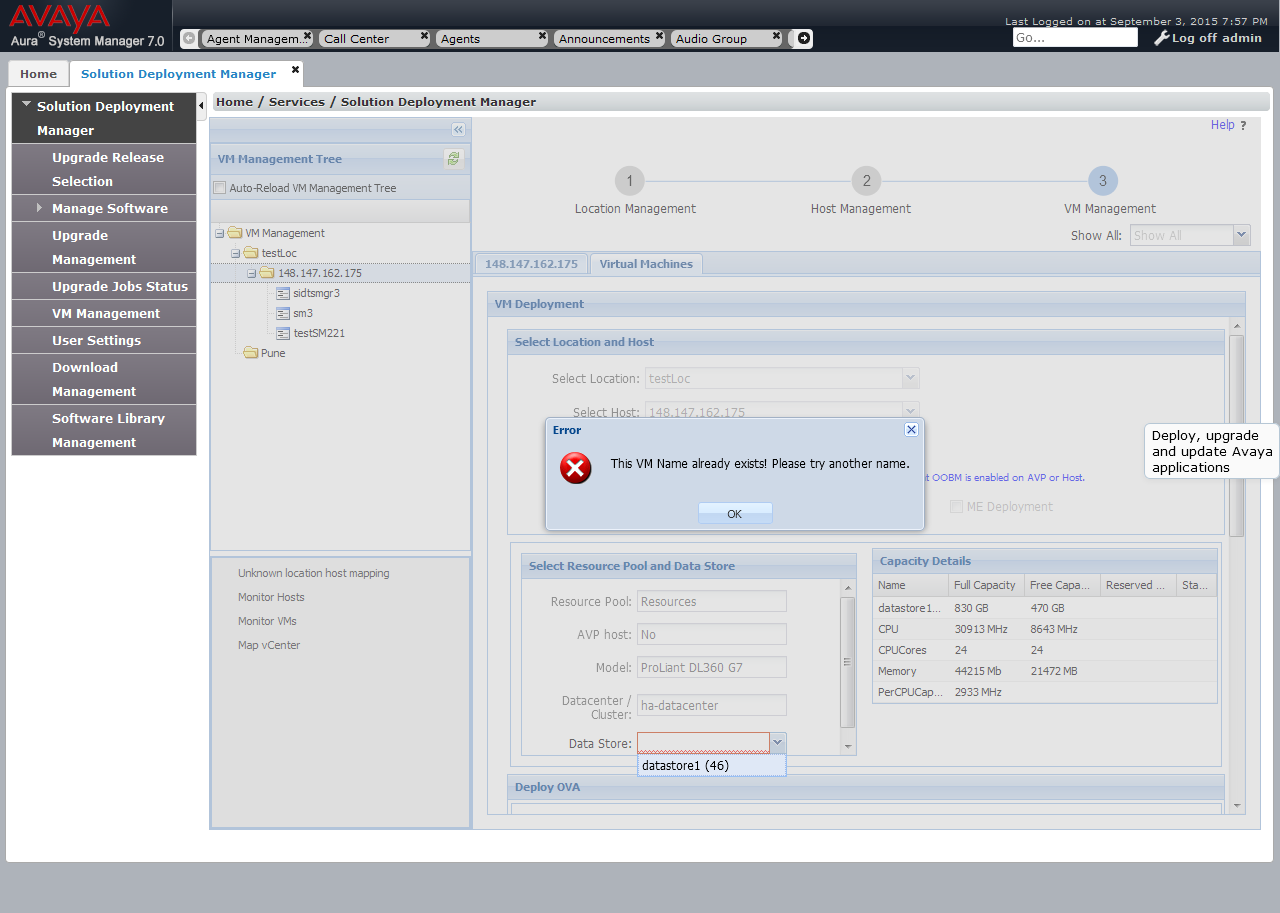 AVAYA
Aura® System Manager 7.0
Last Logged on at September 3, 2015 7:57 PM
Agent Managem...
Call Center
Agents
Announcements
Audio Group
Go...
Log off admin
Home
Solution Deployment Manager
Solution Deployment
Manager
Upgrade Release
Selection
Manage Software
Upgrade
Management
Upgrade Jobs Status
VM Management
User Settings
Download
Management
Software Library
Management
Home / Services / Solution Deployment Manager
Help ?
VM Management Tree
Auto-Reload VM Management Tree
VM Management
testLoc
148.147.162.175
sidtsmgr3
sm3
testSM221
Pune
Unknown location host mapping
Monitor Hosts
Monitor VMs
Map vCenter
1
2
3
Location Management
Host Management
VM Management
Show All:
Show All
148.147.162.175
Virtual Machines
VM Deployment
Select Location and Host
Select Location:
testLoc
Select Host:
148.147.162.175
Error
This VM Name already exists! Please try another name.
OK
OOBM is enabled on AVP or Host.
ME Deployment
Deploy, upgrade
and update Avaya
applications
Select Resource Pool and Data Store
Resource Pool:
Resources
AVP host:
No
Model:
ProLiant DL360 G7
Datacenter /
Cluster:
ha-datacenter
Data Store:
datastore1 (46)
Capacity Details
Name Full Capacity Free Capa... Reserved ... Sta...
datastore1... 830 GB 470 GB
CPU 30913 MHz 8643 MHz
CPUCores 24 24
Memory 44215 Mb 21472 MB
PerCPUCap... 2933 MHz
Deploy OVA